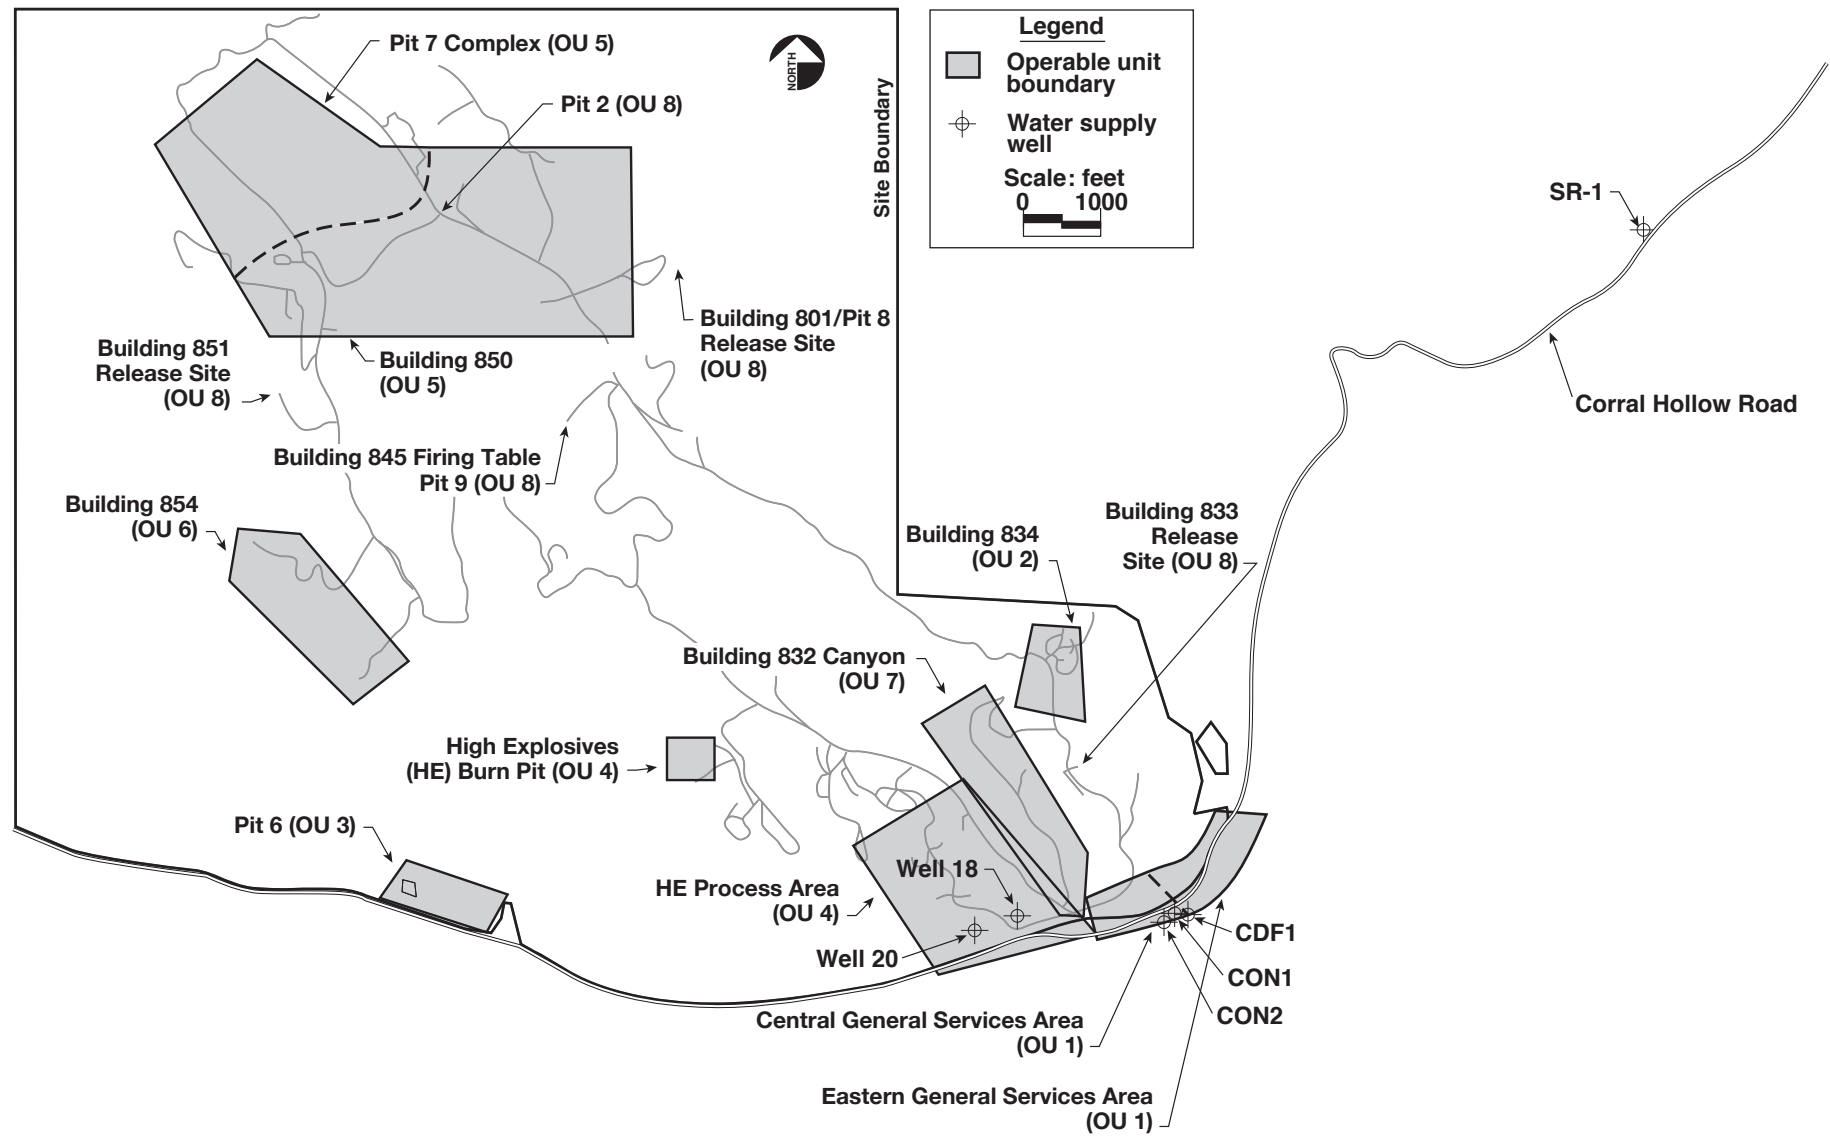 Pit 7 Complex (OU 5)
Pit 2 (OU 8)
NORTH
Site Boundary
Legend
Operable unit
boundary
Water supply
well
Scale: feet
0 1000
SR-1
Corral Hollow Road
Building 801/Pit 8
Release Site
(OU 8)
Building 851
Release Site
(OU 8)
Building 850
(OU 5)
Building 845 Firing Table
Pit 9 (OU 8)
Building 854
(OU 6)
Building 834
(OU 2)
Building 833
Release
Site (OU 8)
Building 832 Canyon
(OU 7)
High Explosives
(HE) Burn Pit (OU 4)
Pit 6 (OU 3)
HE Process Area
(OU 4)
Well 18
Well 20
CDF1
CON1
CON2
Central General Services Area
(OU 1)
Eastern General Services Area
(OU 1)